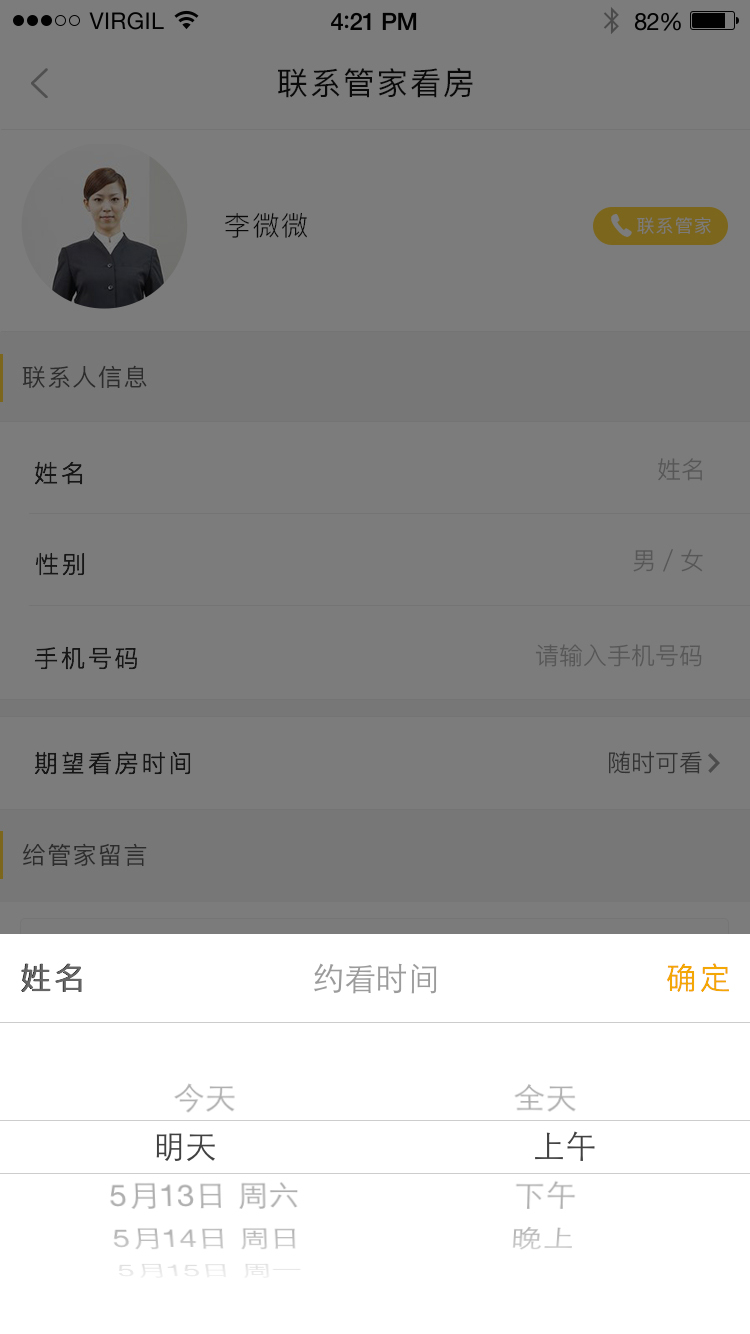 VIRGIL 4:21 PM 82%
联系管家看房
李微微 联系管家
联系人信息
姓名 姓名
性别 男 / 女
手机号码 请输入手机号码
期望看房时间 随时可看
给管家留言
姓名 约看时间 确定
今天 全天
明天 上午
5月13日 周六 下午
5月14日 周日 晚上
5月15日 周一